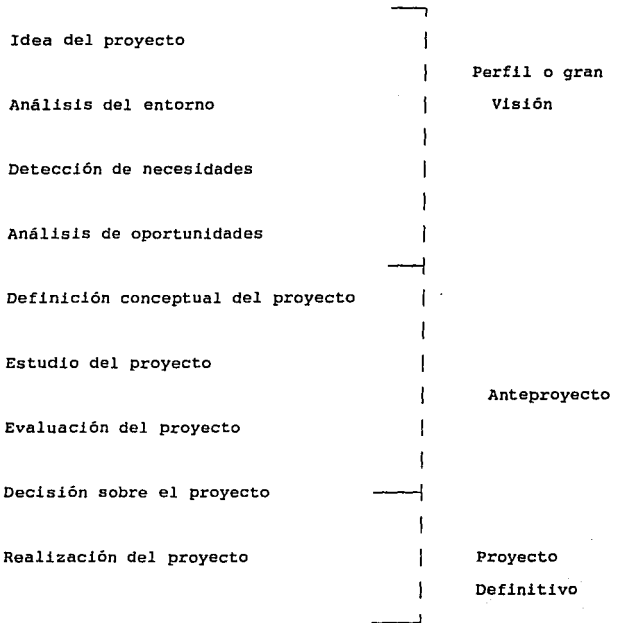 Idea del proyecto
Perfil o gran
Análisis del entorno
Visión
Detección de necesidades
Análisis de oportunidades
Definición conceptual del proyecto
Estudio del proyecto
Anteproyecto
Evaluación del proyecto
Decisión sobre el proyecto
Realización del proyecto
Proyecto
Definitivo